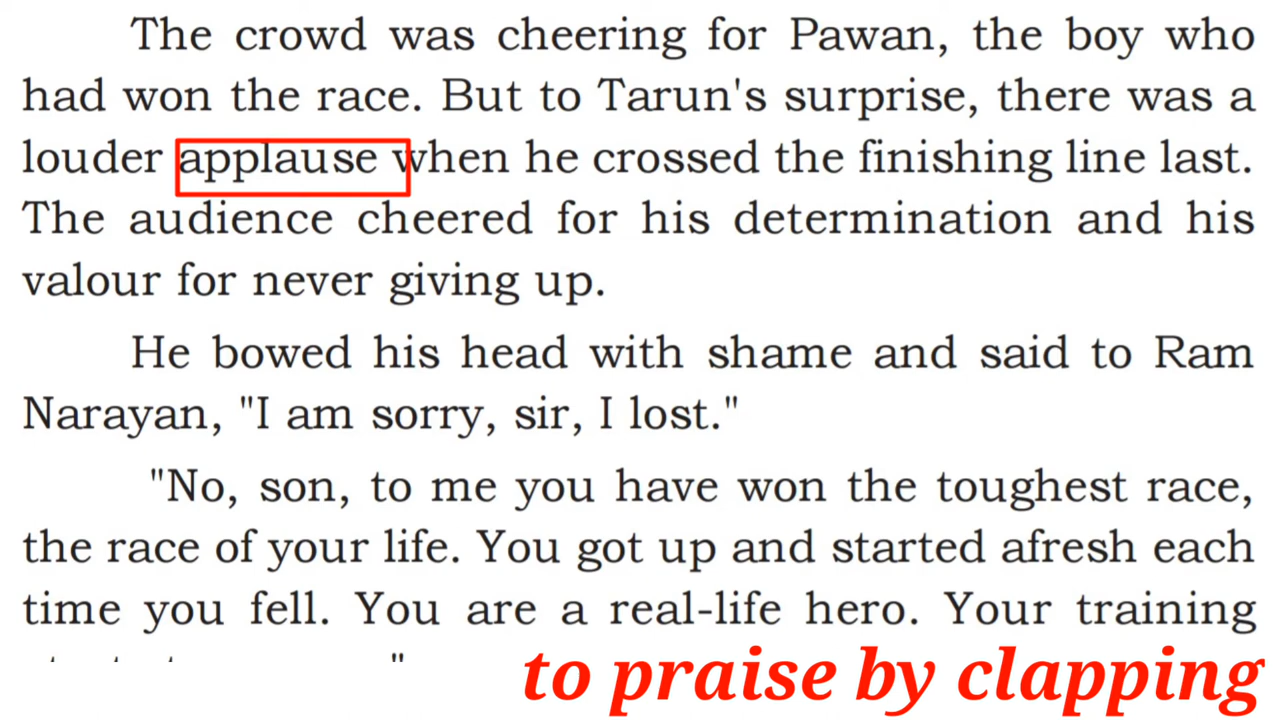 The crowd was cheering for Pawan, the boy who
had won the race. But to Tarun's surprise, there was a
louder applause when he crossed the finishing line last.
The audience cheered for his determination and his
valour for never giving up.
He bowed his head with shame and said to Ram
Narayan, "I am sorry, sir, I lost."
"No, son, to me you have won the toughest race,
the race of your life. You got up and started afresh each
time you fell. You are a real-life hero. Your training
to praise by clapping